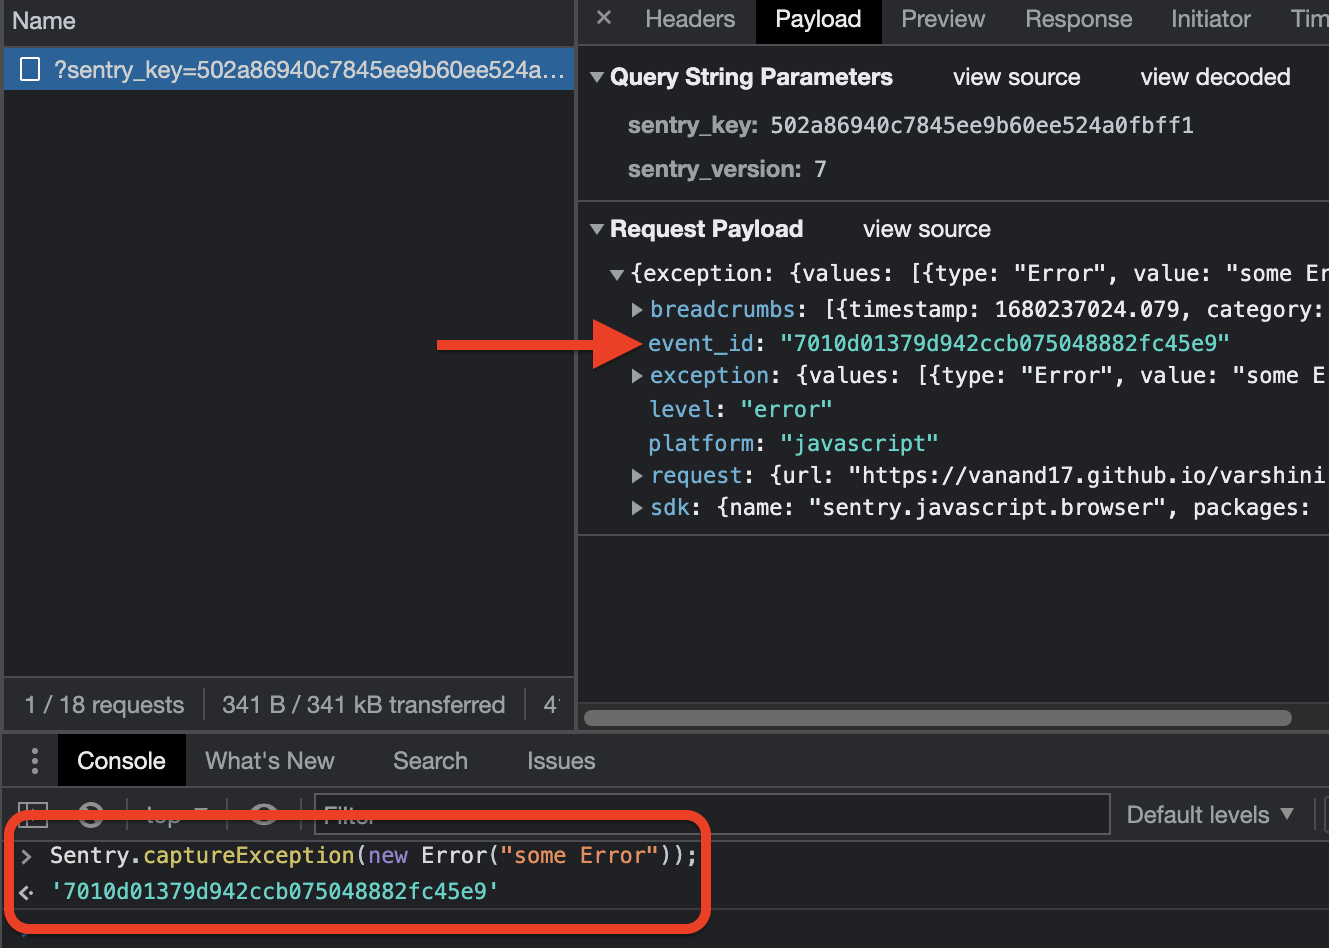 Name
?sentry_key=502a86940c7845ee9b60ee524a...
1 / 18 requests 341 B / 341 kB transferred
Headers Payload Preview Response Initiator
Query String Parameters view source view decoded
sentry_key: 502a86940c7845ee9b60ee524a0fbff1
sentry_version: 7
Request Payload view source
{exception: {values: [{type: "Error", value: "some Er
breadcrumbs: [{timestamp: 1680237024.079, category:
event_id: "7010d01379d942ccb075048882fc45e9"
exception: {values: [{type: "Error", value: "some E
level: "error"
platform: "javascript"
request: {url: "https://vanand17.github.io/varshini
sdk: {name: "sentry.javascript.browser", packages:
Console What's New Search Issues
top Filter Default levels
Sentry.captureException(new Error("some Error"));
'7010d01379d942ccb075048882fc45e9'